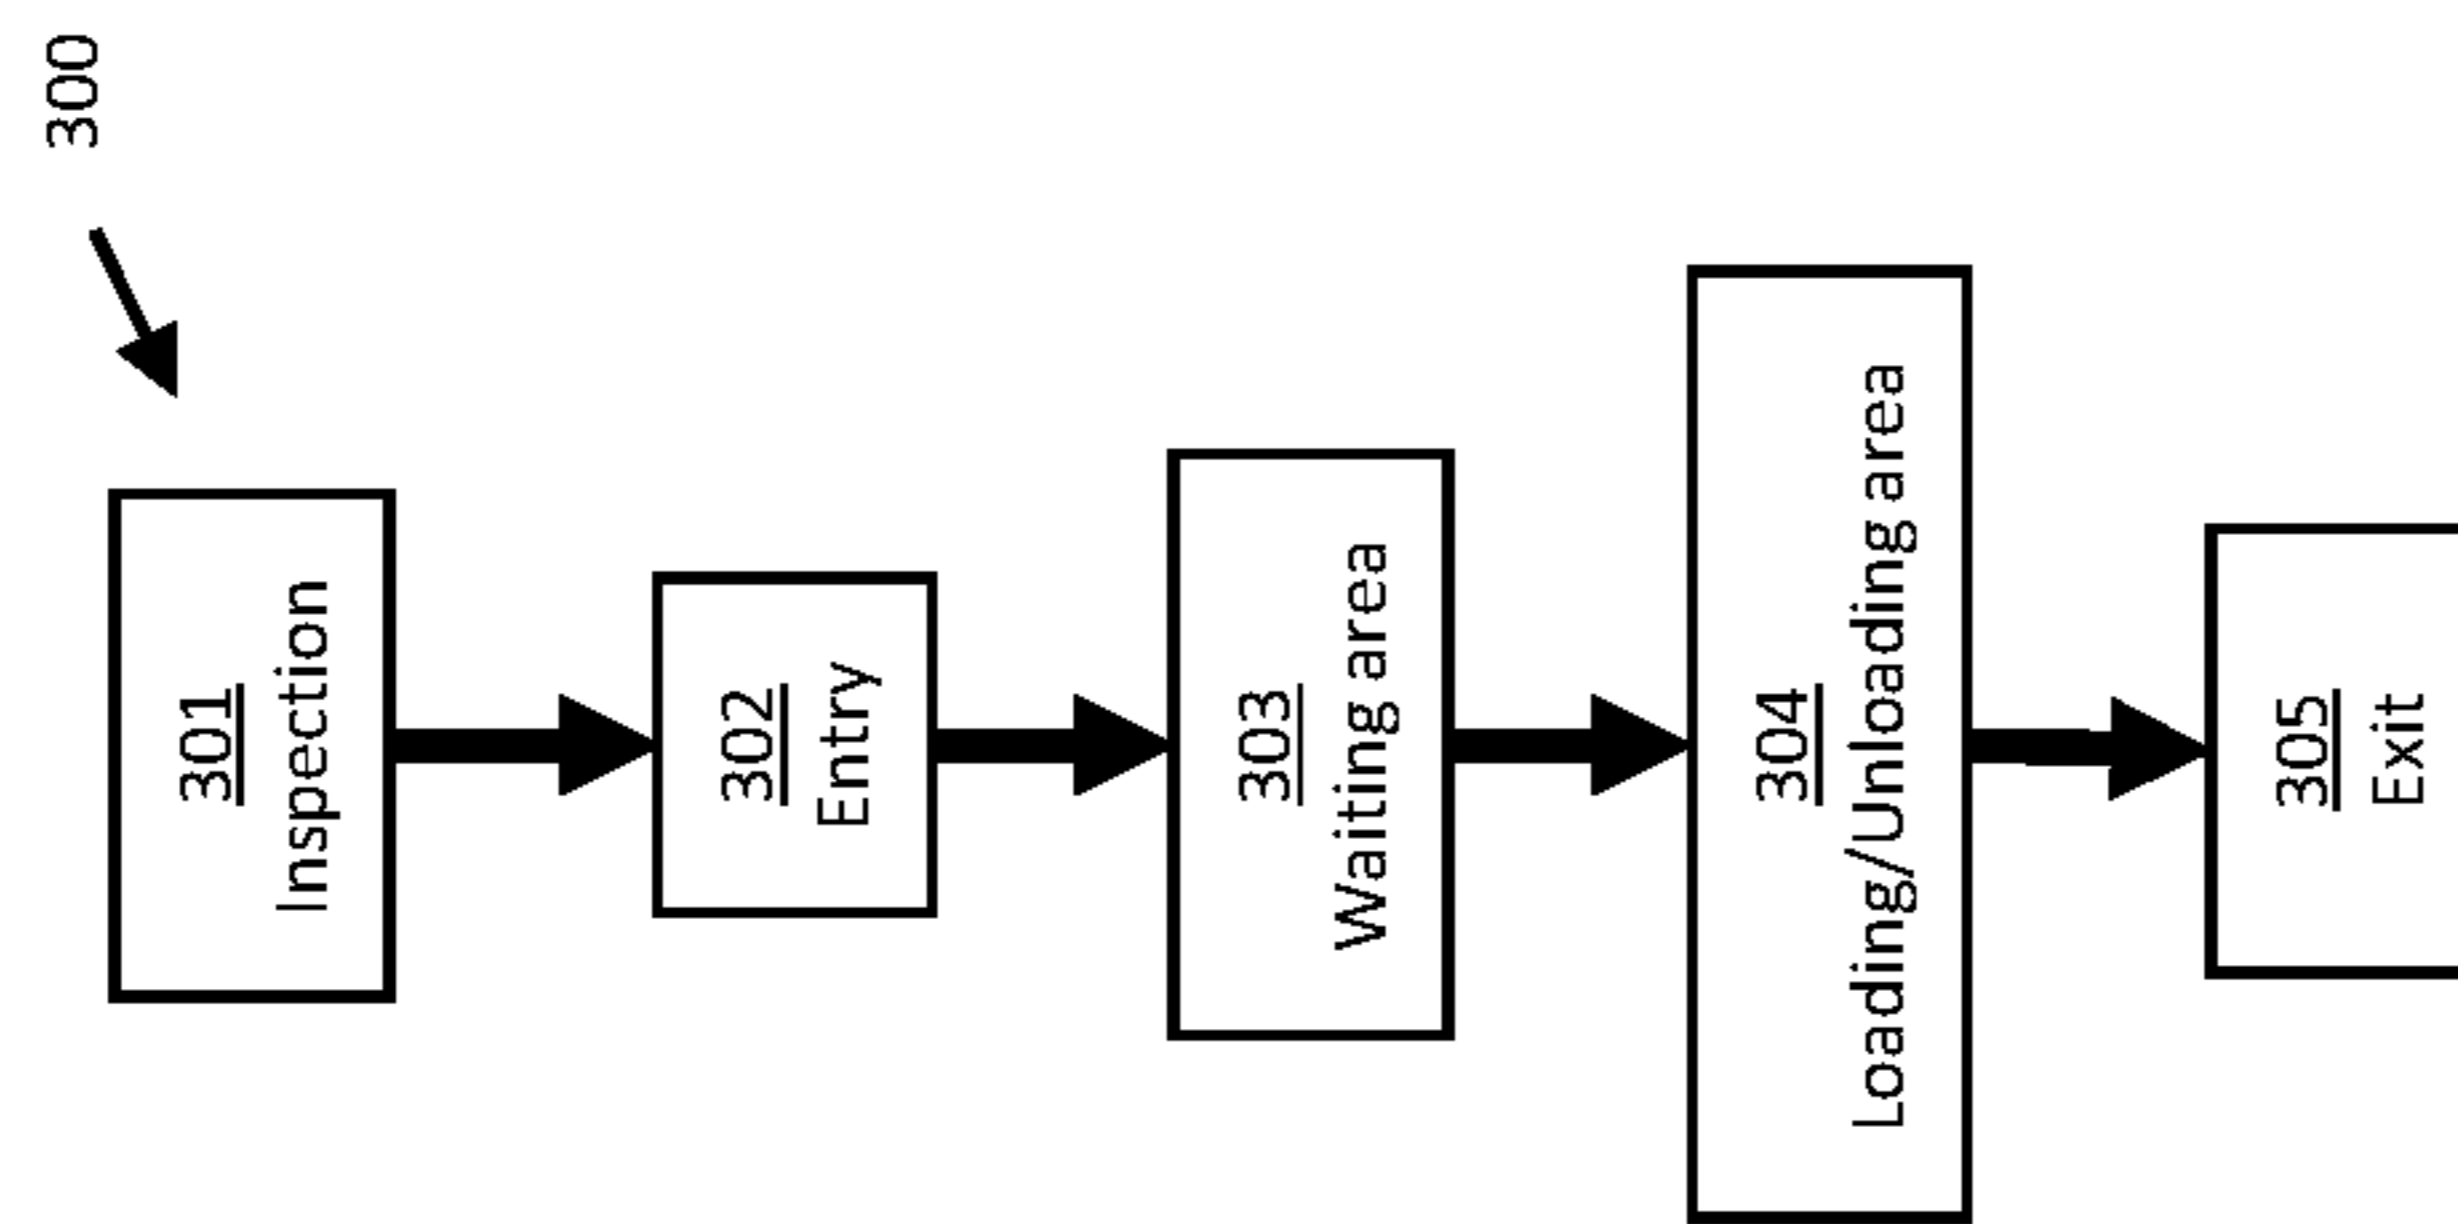 300
301
Inspection
302
Entry
303
Waiting area
304
Loading/Unloading area
305
Exit